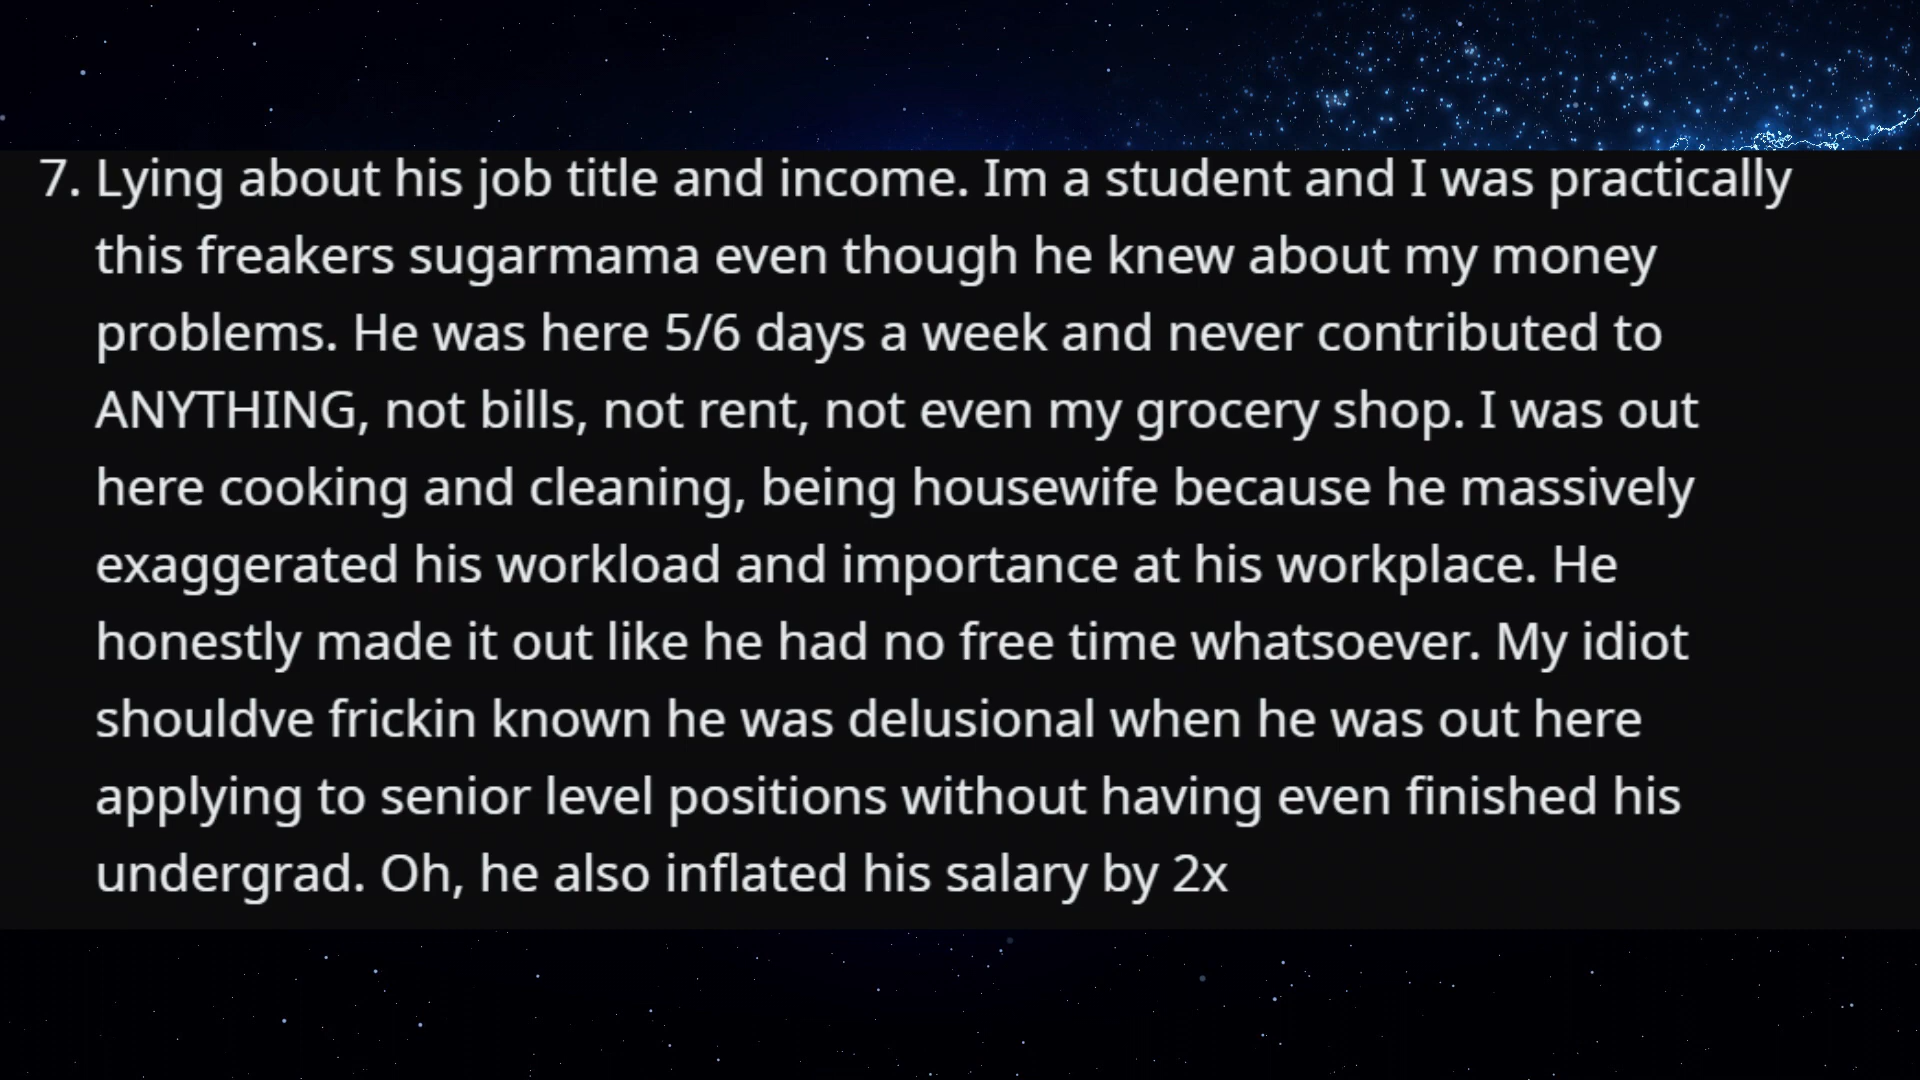 7. Lying about his job title and income. Im a student and I was practically
this freakers sugarmama even though he knew about my money
problems. He was here 5/6 days a week and never contributed to
ANYTHING, not bills, not rent, not even my grocery shop. I was out
here cooking and cleaning, being housewife because he massively
exaggerated his workload and importance at his workplace. He
honestly made it out like he had no free time whatsoever. My idiot
shouldve frickin known he was delusional when he was out here
applying to senior level positions without having even finished his
undergrad. Oh, he also inflated his salary by 2x